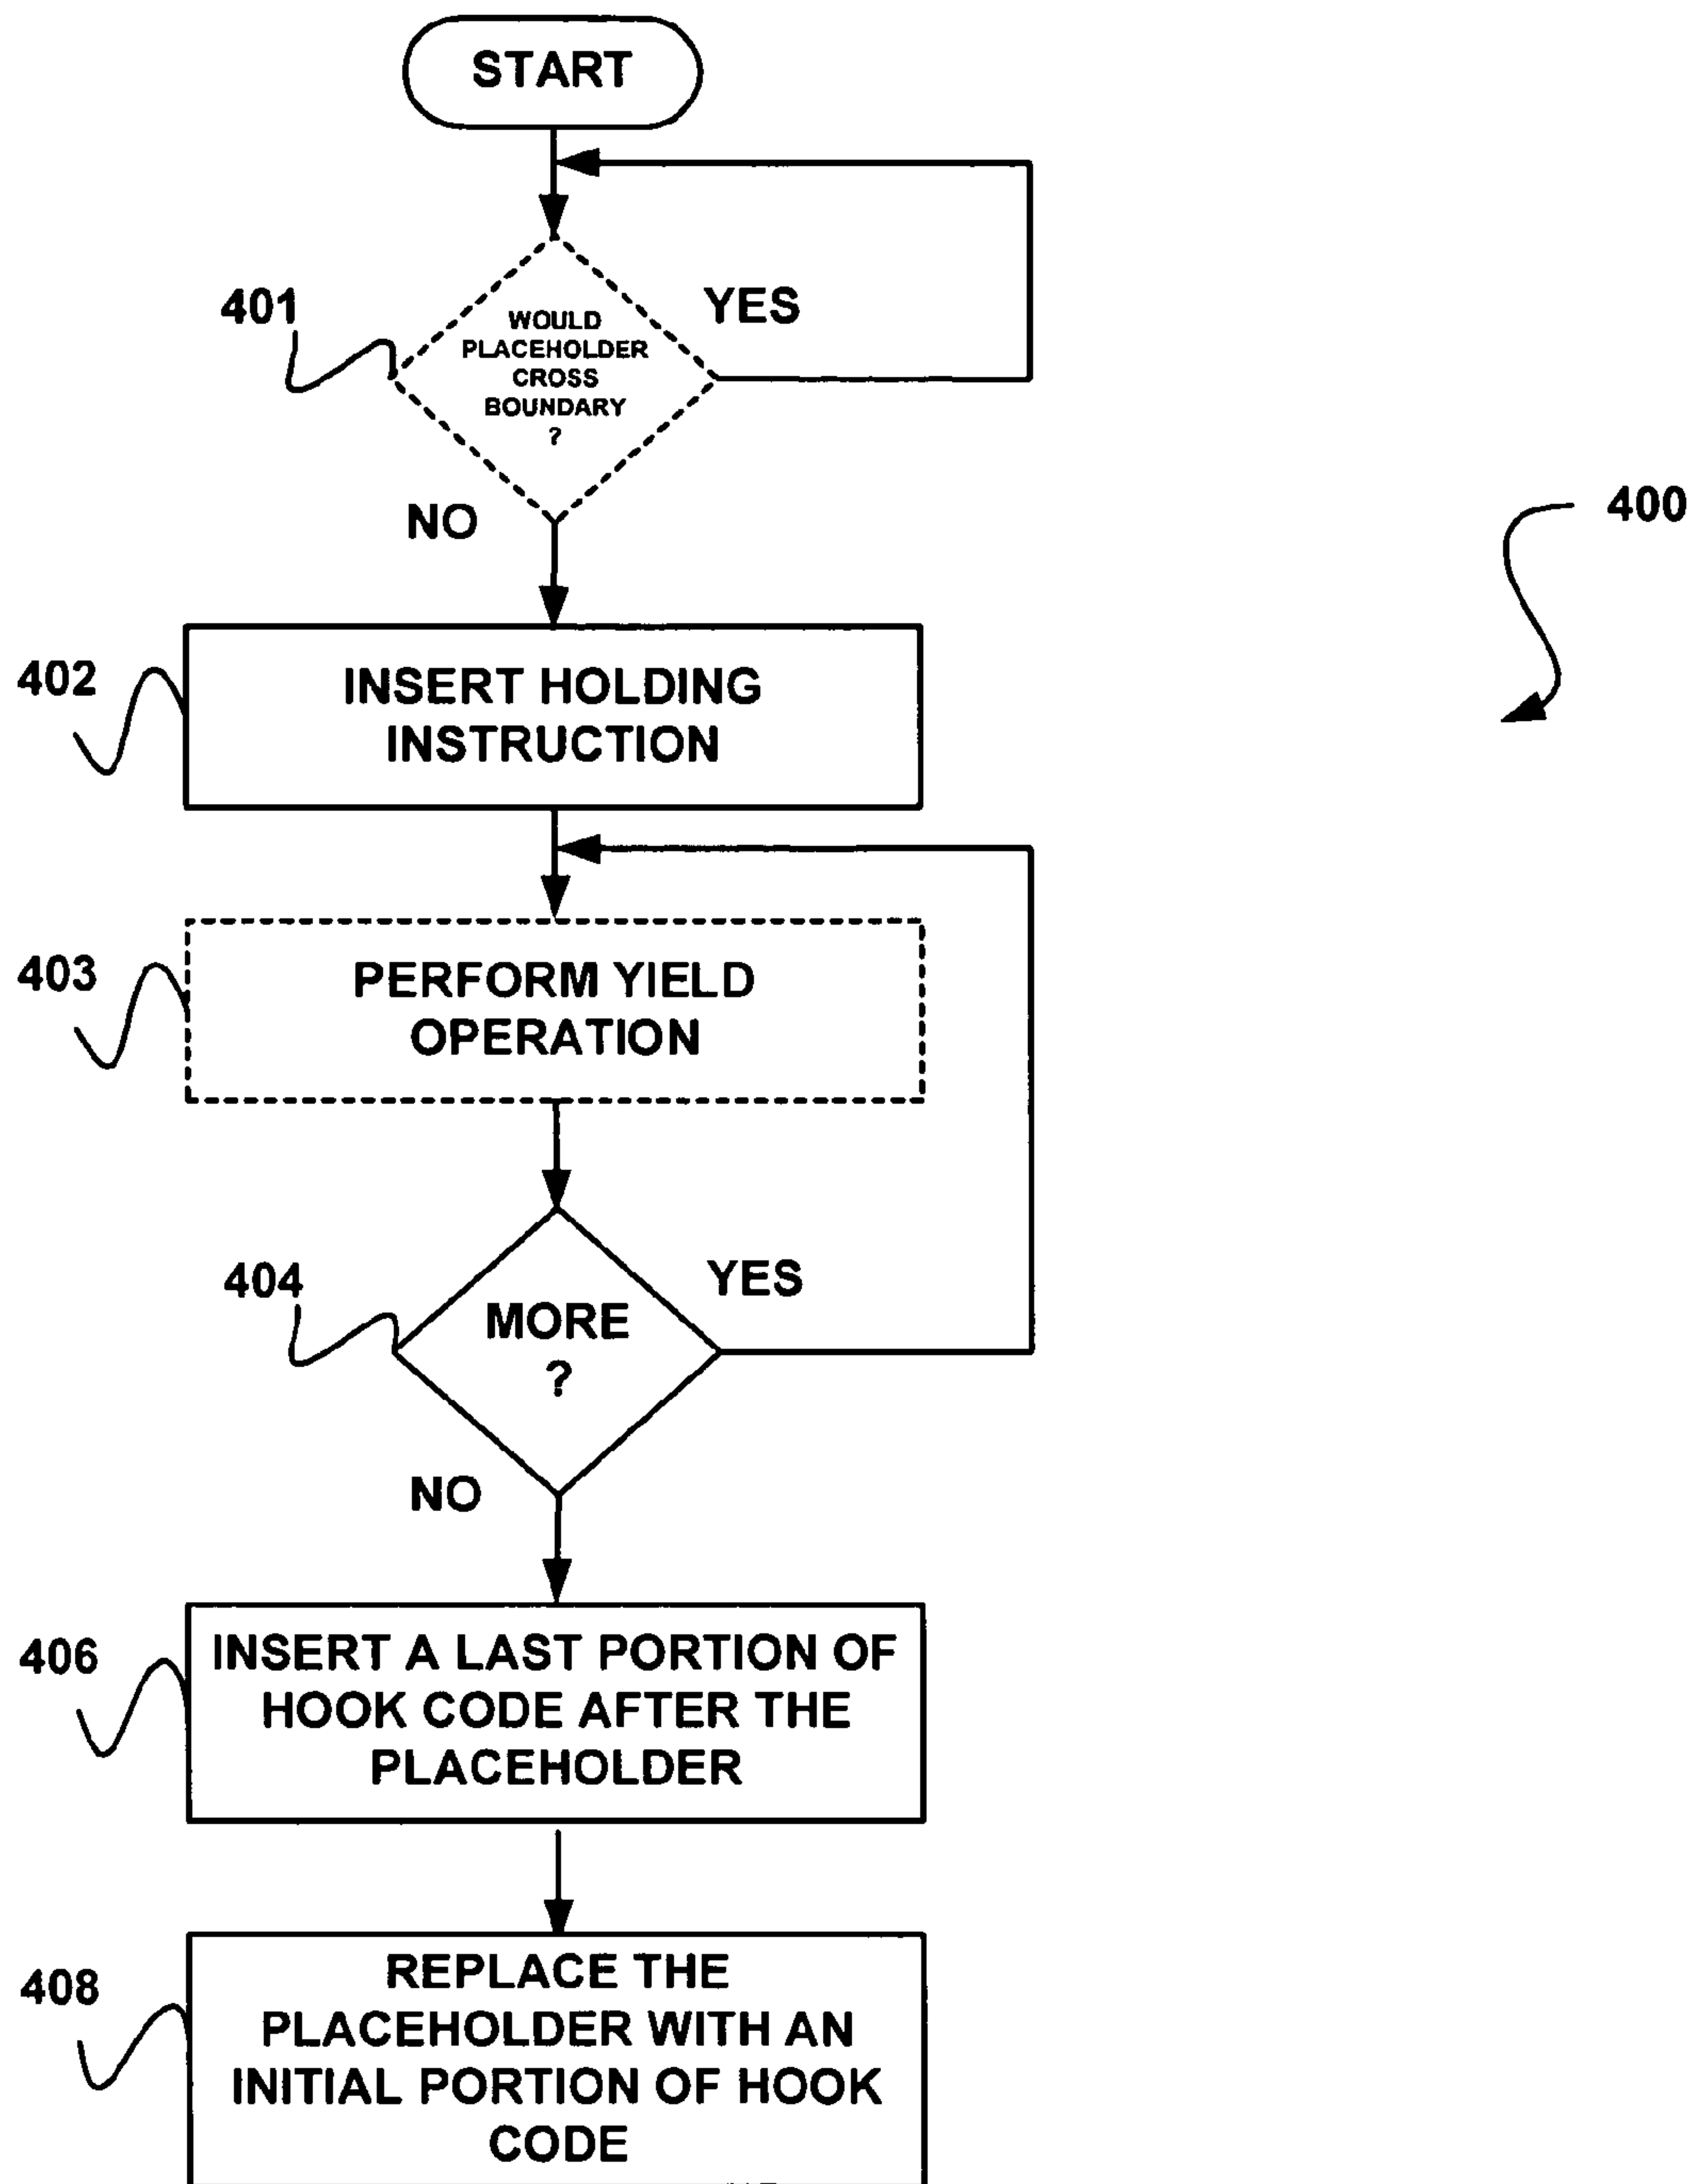 START
401
WOULD
PLACEHOLDER
CROSS
BOUNDARY
?
YES
NO
400
402
INSERT HOLDING
INSTRUCTION
403
PERFORM YIELD
OPERATION
404
MORE
?
YES
NO
406
INSERT A LAST PORTION OF
HOOK CODE AFTER THE
PLACEHOLDER
408
REPLACE THE
PLACEHOLDER WITH AN
INITIAL PORTION OF HOOK
CODE